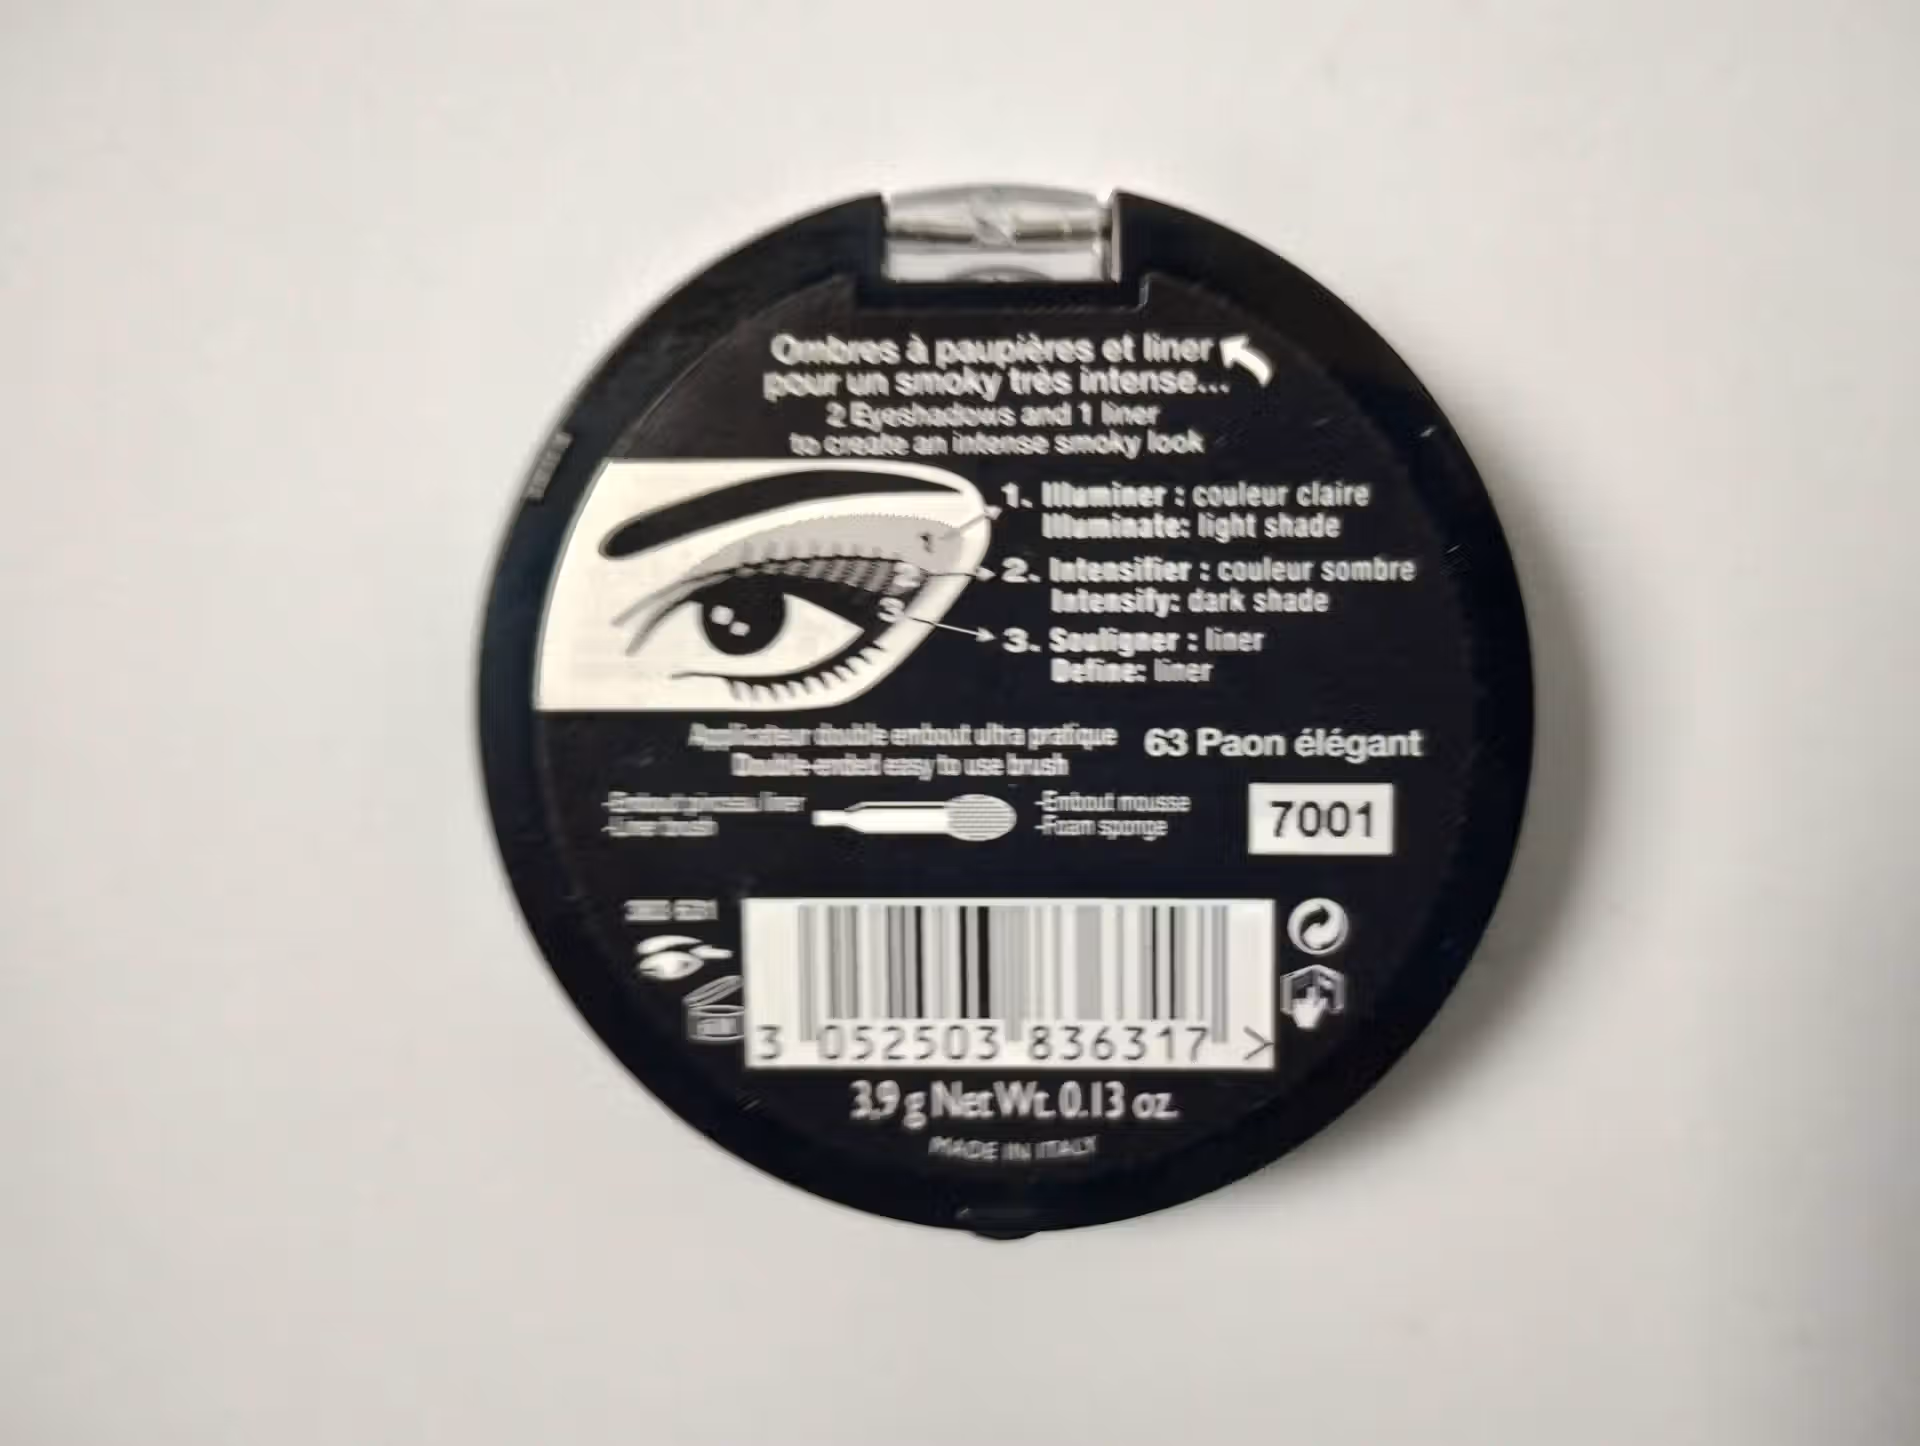 Ombres à paupières et liner
pour un smoky très intense...
2 Eyeshadows and 1 liner
to create an intense smoky look
1
2
3
1. Illuminer : couleur claire
Illuminate: light shade
2. Intensifier : couleur sombre
Intensify: dark shade
3. Souligner : liner
Define: liner
Applicateur double embout ultra pratique
Double-ended easy to use brush
63 Paon élégant
-Embout pinceau liner
-Liner brush
-Embout mousse
-Foam sponge
7001
3 052503 836317 >
3,9 g Net Wt. 0.13 oz.
MADE IN ITALY